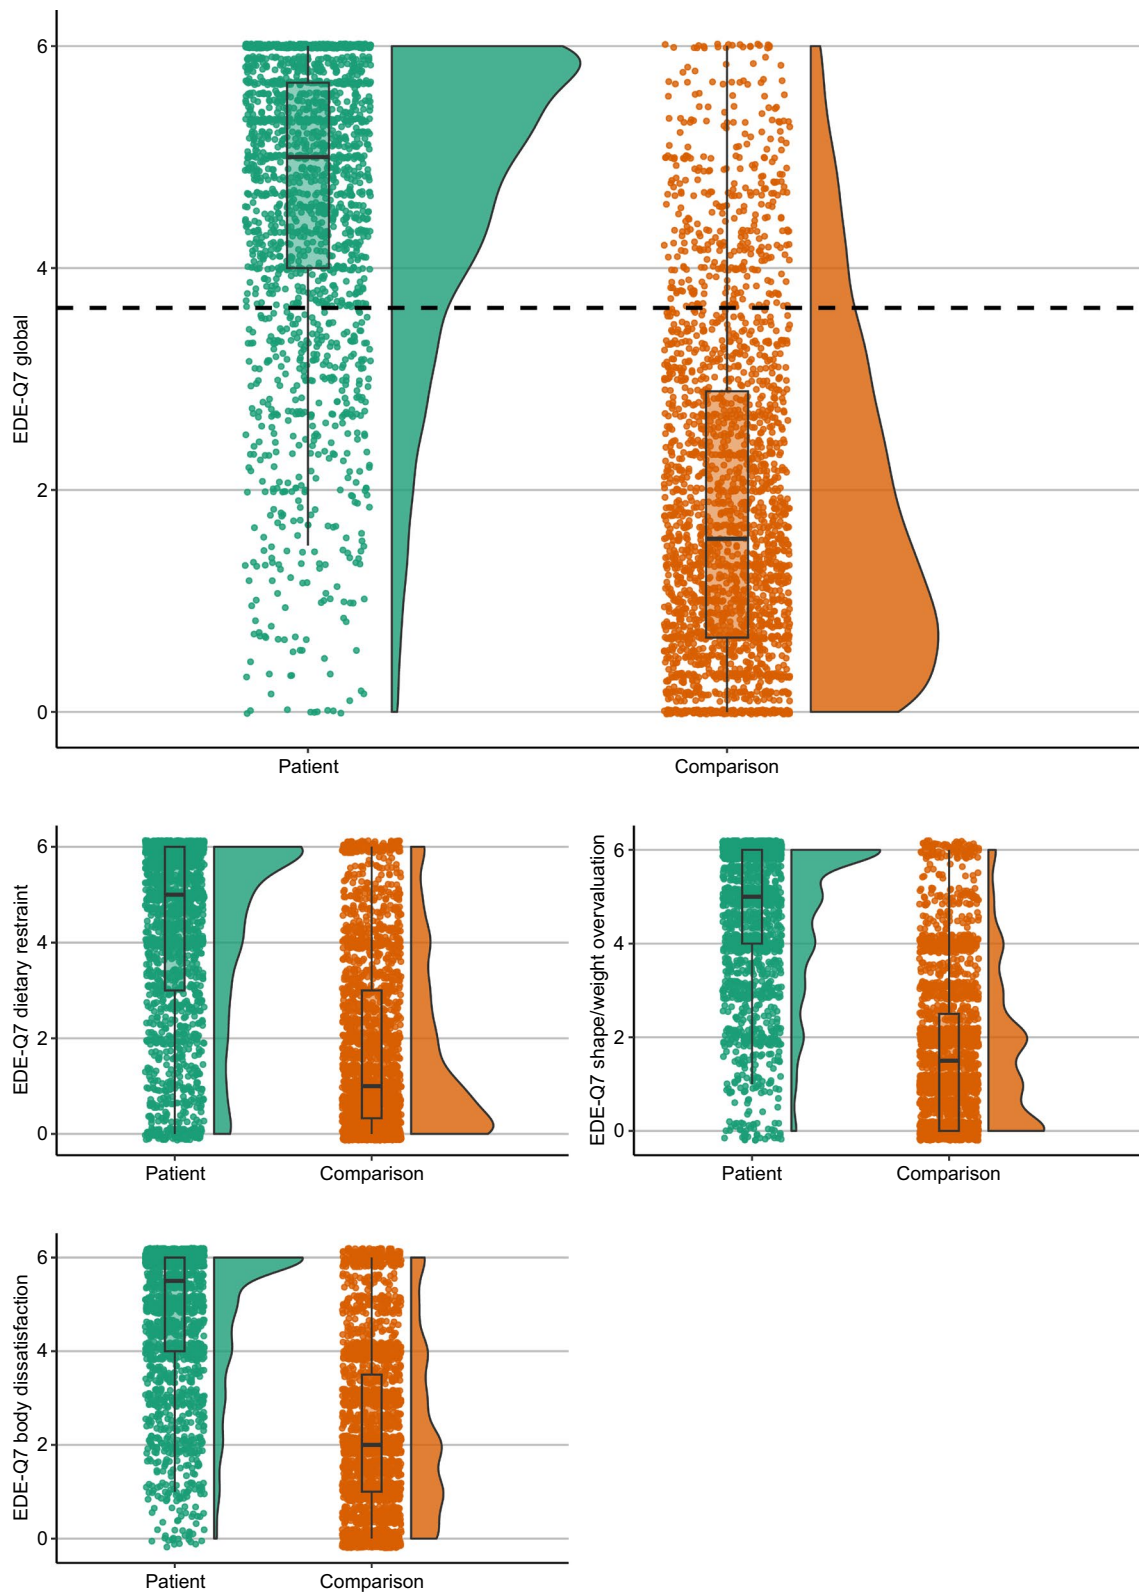 EDE-Q7 global
6
4
2
0
Patient Comparison
EDE-Q7 dietary restraint
6
4
2
0
Patient Comparison
EDE-Q7 shape/weight overvaluation
6
4
2
0
Patient Comparison
EDE-Q7 body dissatisfaction
6
4
2
0
Patient Comparison